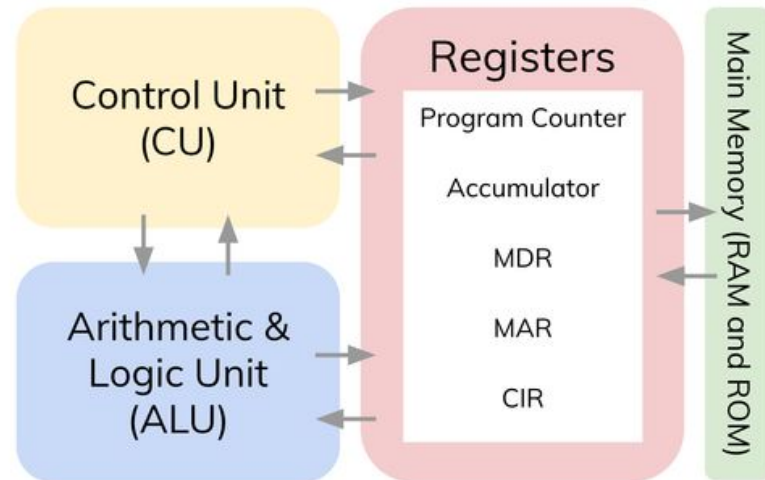 Control Unit
(CU)
Arithmetic &
Logic Unit
(ALU)
Registers
Program Counter
Accumulator
MDR
MAR
CIR
Main Memory (RAM and ROM)